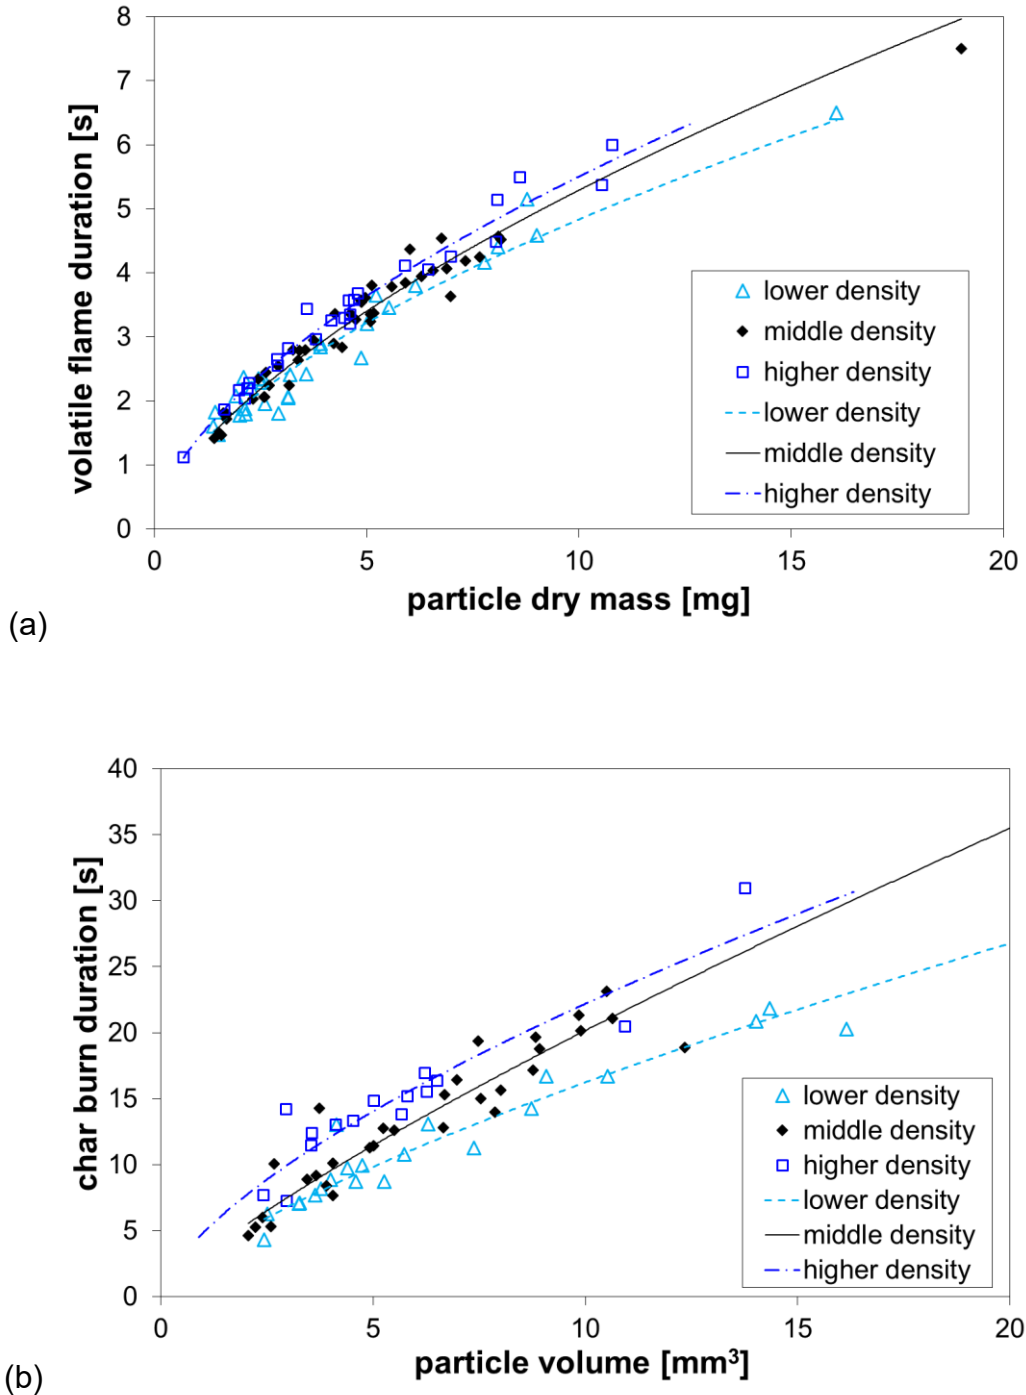 8
7
6
5
4
3
2
1
0
volatile flame duration [s]
lower density
middle density
higher density
lower density
middle density
higher density
0 5 10 15 20
particle dry mass [mg]
(a)
40
35
30
25
20
15
10
5
0
char burn duration [s]
lower density
middle density
higher density
lower density
middle density
higher density
0 5 10 15 20
particle volume [mm³]
(b)